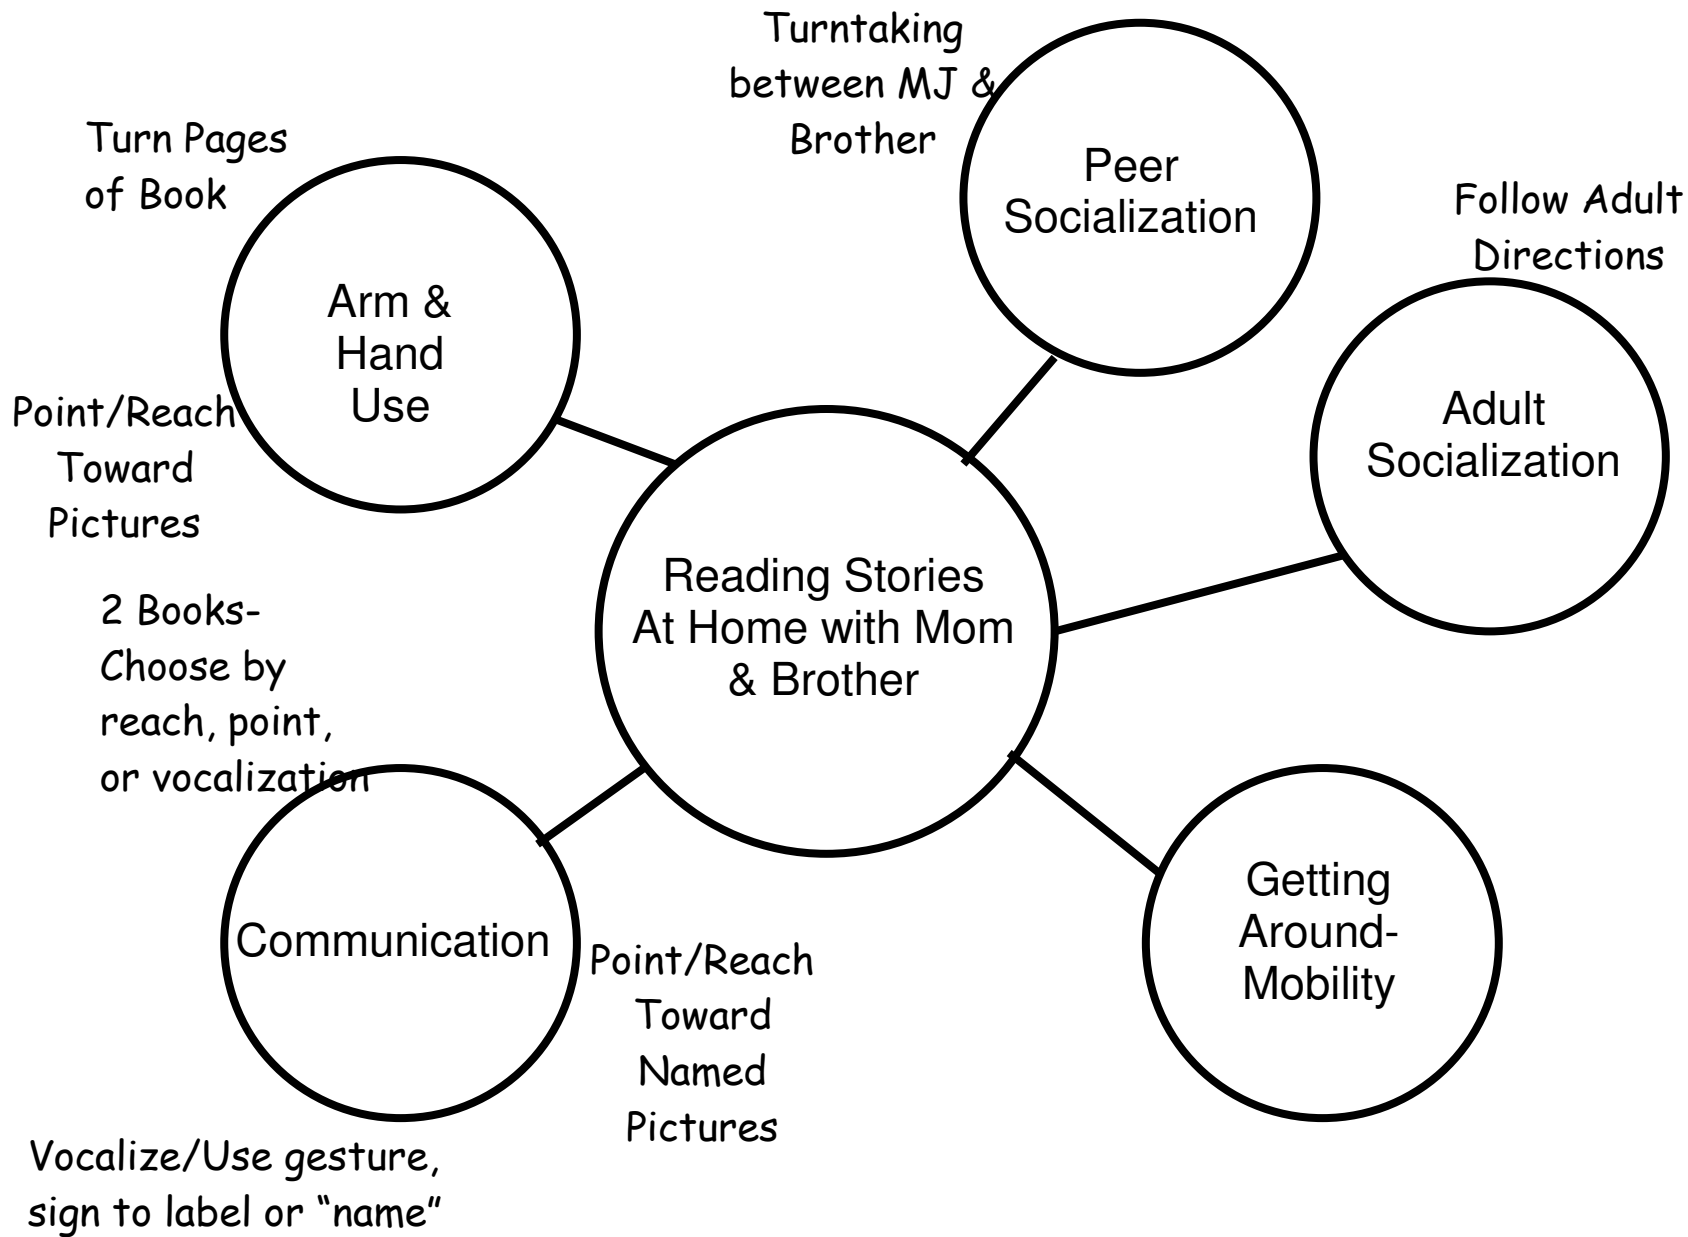 Turntaking
between MJ &
Brother
Turn Pages
of Book
Peer
Socialization
Follow Adult
Directions
Arm &
Hand
Use
Point/Reach
Toward
Pictures
Adult
Socialization
Reading Stories
At Home with Mom
& Brother
2 Books-
Choose by
reach, point,
or vocalization
Communication
Getting
Around-
Mobility
Point/Reach
Toward
Named
Pictures
Vocalize/Use gesture,
sign to label or “name”